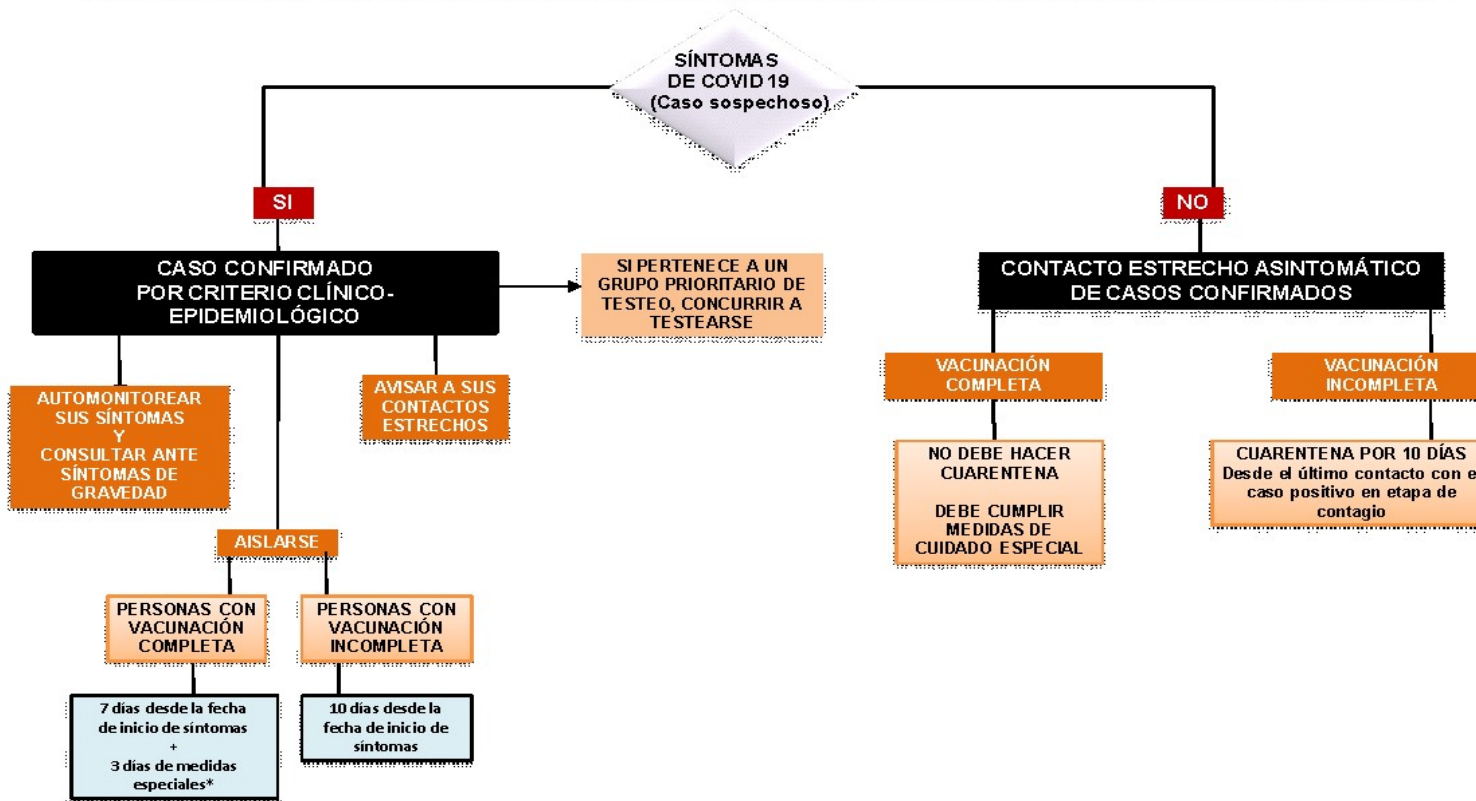 SÍNTOMAS
DE COVID 19
(Caso sospechoso)
SI
NO
CASO CONFIRMADO
POR CRITERIO CLÍNICO-
EPIDEMIOLÓGICO
SI PERTENECE A UN
GRUPO PRIORITARIO DE
TESTEO, CONCURRIR A
TESTEARSE
CONTACTO ESTRECHO ASINTOMÁTICO
DE CASOS CONFIRMADOS
AUTOMONITOREAR
SUS SÍNTOMAS
Y
CONSULTAR ANTE
SÍNTOMAS DE
GRAVEDAD
AVISAR A SUS
CONTACTOS
ESTRECHOS
VACUNACIÓN
COMPLETA
VACUNACIÓN
INCOMPLETA
NO DEBE HACER
CUARENTENA
DEBE CUMPLIR
MEDIDAS DE
CUIDADO ESPECIAL
CUARENTENA POR 10 DÍAS
Desde el último contacto con e
caso positivo en etapa de
contagio
AISLARSE
PERSONAS CON
VACUNACIÓN
COMPLETA
PERSONAS CON
VACUNACIÓN
INCOMPLETA
7 días desde la fecha
de inicio de síntomas
+
3 días de medidas
especiales*
10 días desde la
fecha de inicio de
síntomas